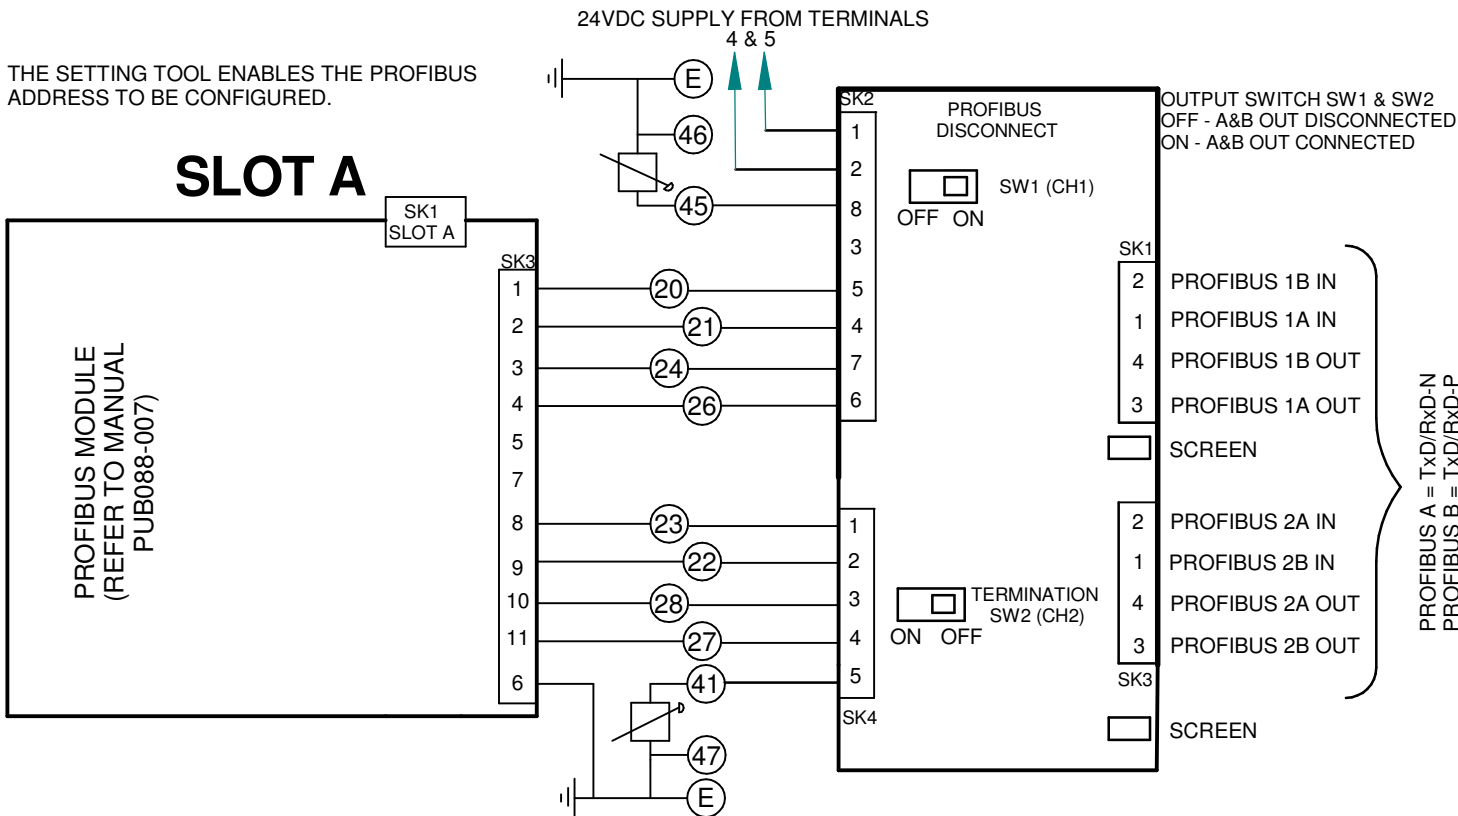 24VDC SUPPLY FROM TERMINALS
4 & 5
THE SETTING TOOL ENABLES THE PROFIBUS
ADDRESS TO BE CONFIGURED.
SLOT A
SK1
SLOT A
PROFIBUS MODULE
(REFER TO MANUAL
PUB088-007)
SK3
1
2
3
4
5
7
8
9
10
11
6
E
46
45
20
21
24
26
23
22
28
27
41
47
E
SK2
1
2
8
3
5
4
7
6
1
2
3
4
5
SK4
PROFIBUS
DISCONNECT
SW1 (CH1)
OFF ON
TERMINATION
SW2 (CH2)
ON OFF
OUTPUT SWITCH SW1 & SW2
OFF - A&B OUT DISCONNECTED
ON - A&B OUT CONNECTED
SK1
2 PROFIBUS 1B IN
1 PROFIBUS 1A IN
4 PROFIBUS 1B OUT
3 PROFIBUS 1A OUT
SCREEN
2 PROFIBUS 2A IN
1 PROFIBUS 2B IN
4 PROFIBUS 2A OUT
3 PROFIBUS 2B OUT
SK3
SCREEN
PROFIBUS A = TxD/RxD-N
PROFIBUS B = TxD/RxD-P